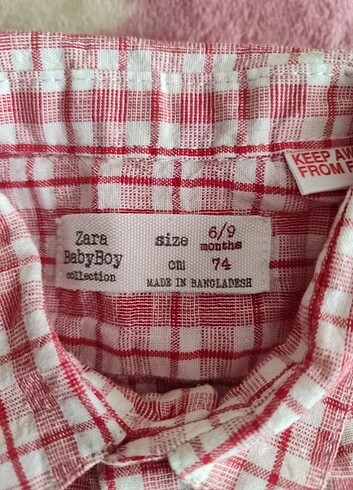 KEEP AW
FROM F
Zara
BabyBoy
collection
size 6/9
months
cm 74
MADE IN BANGLADESH